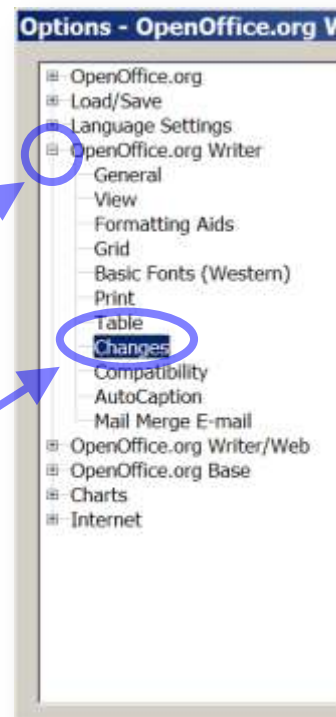 Options - OpenOffice.org
OpenOffice.org
Load/Save
Language Settings
OpenOffice.org Writer
General
View
Formatting Aids
Grid
Basic Fonts (Western)
Print
Table
Changes
Compatibility
AutoCaption
Mail Merge E-mail
OpenOffice.org Writer/Web
OpenOffice.org Base
Charts
Internet